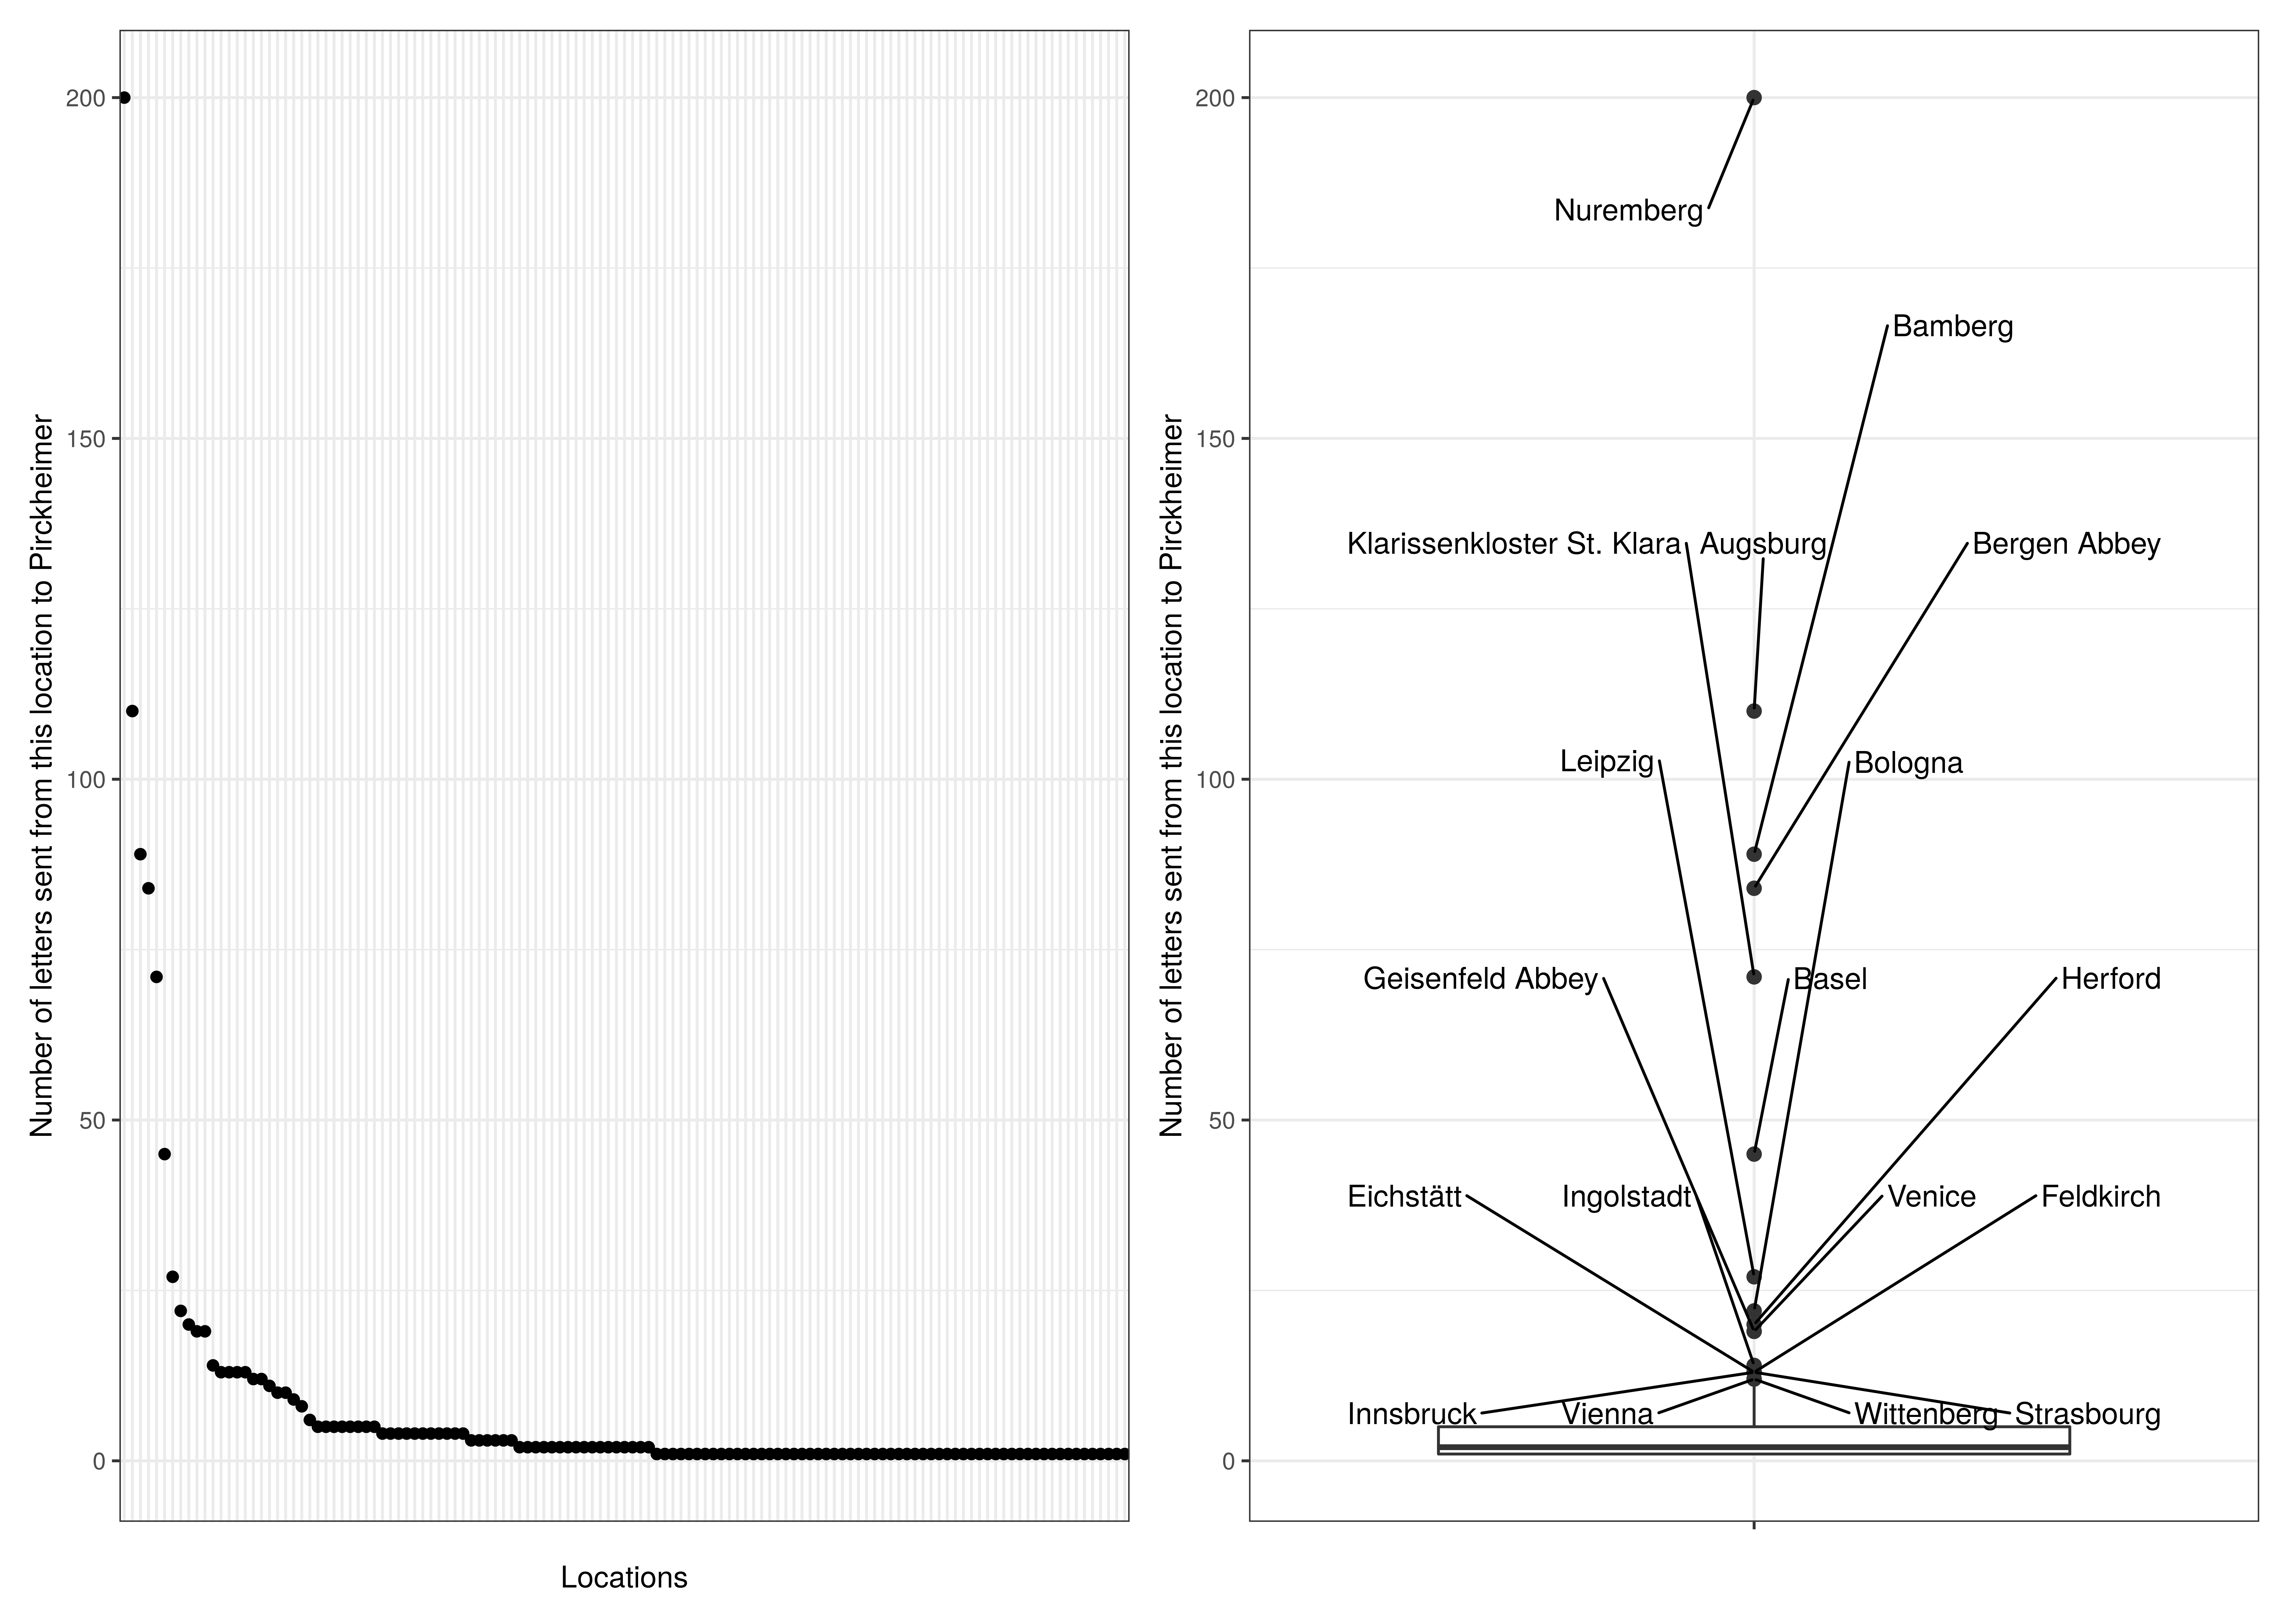 Number of letters sent from this location to Pirckheimer
200
150
100
50
0
Locations
Number of letters sent from this location to Pirckheimer
200
150
100
50
0
Nuremberg
Bamberg
Klarissenkloster St. Klara Augsburg Bergen Abbey
Leipzig Bologna
Geisenfeld Abbey Basel Herford
Eichstätt Ingolstadt Venice Feldkirch
Innsbruck Vienna Wittenberg Strasbourg